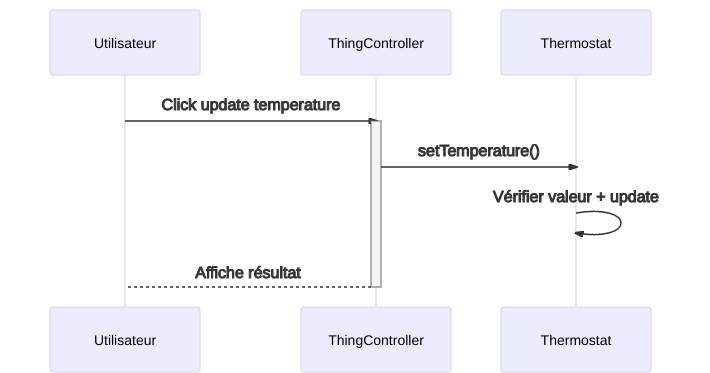 Utilisateur
ThingController
Thermostat
Click update temperature
setTemperature()
Vérifier valeur + update
Affiche résultat
Utilisateur
ThingController
Thermostat